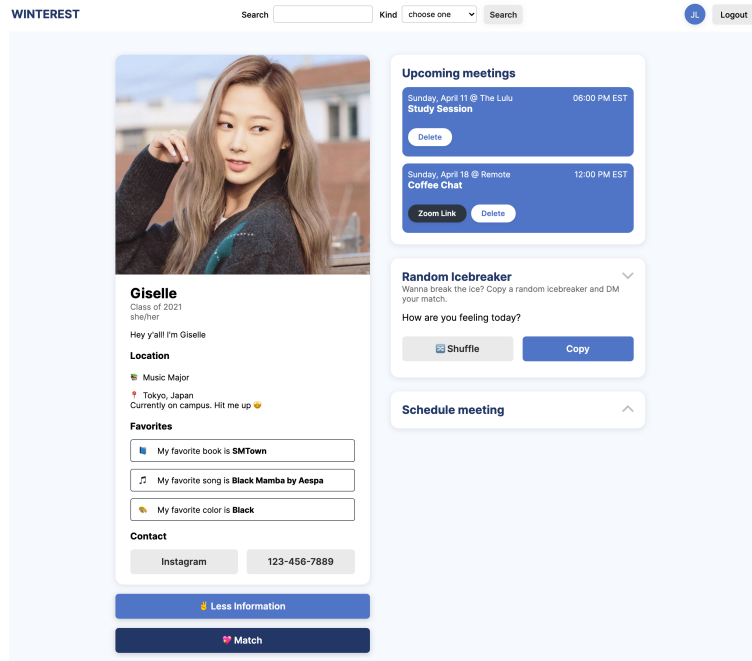 WINTEREST
Search
Kind
choose one
Search
JL
Logout
Giselle
Class of 2021
she/her
Hey y'all! I'm Giselle
Location
Music Major
Tokyo, Japan
Currently on campus. Hit me up
Favorites
My favorite book is SMTown
My favorite song is Black Mamba by Aespa
My favorite color is Black
Contact
Instagram
123-456-7889
Less Information
Match
Upcoming meetings
Sunday, April 11 @ The Lulu
06:00 PM EST
Study Session
Delete
Sunday, April 18 @ Remote
12:00 PM EST
Coffee Chat
Zoom Link
Delete
Random Icebreaker
Wanna break the ice? Copy a random icebreaker and DM
your match.
How are you feeling today?
Shuffle
Copy
Schedule meeting